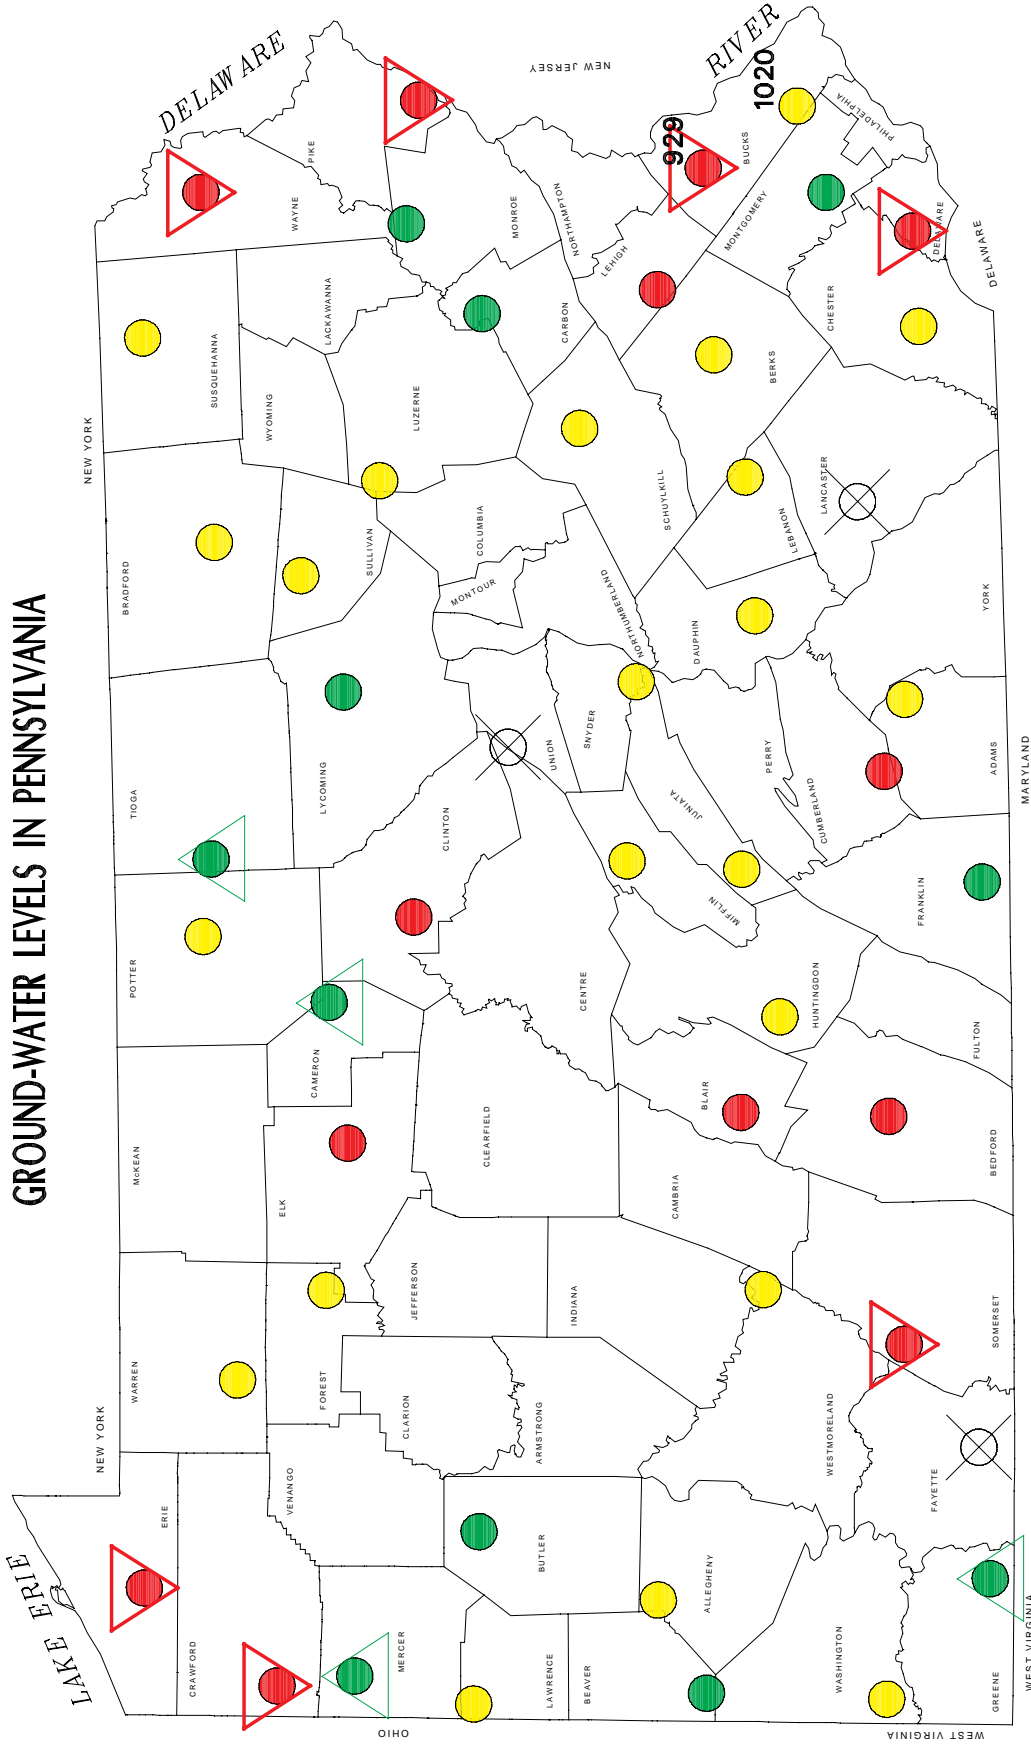 GROUND-WATER LEVELS IN PENNSYLVANIA
LAKE ERIE
NEW YORK
NEW YORK
DELAWARE
RIVER
NEW JERSEY
ERIE
WARREN
McKEAN
POTTER
TIOGA
BRADFORD
SUSQUEHANNA
WAYNE
PIKE
CRAWFORD
VENANGO
FOREST
ELK
CAMERON
LYCOMING
SULLIVAN
WYOMING
LACKAWANNA
MERCER
CLARION
JEFFERSON
CLINTON
MONTOUR
COLUMBIA
LUZERNE
MONROE
LAWRENCE
BUTLER
ARMSTRONG
CLEARFIELD
CENTRE
UNION
SNYDER
NORTHUMBERLAND
SCHUYLKILL
CARBON
NORTHAMPTON
LEHIGH
BEAVER
ALLEGHENY
INDIANA
CAMBRIA
BLAIR
HUNTINGDON
MIFFLIN
JUNIATA
PERRY
DAUPHIN
LEBANON
BERKS
MONTGOMERY
BUCKS
929
1020
PHILADELPHIA
WASHINGTON
WESTMORELAND
CUMBERLAND
LANCASTER
CHESTER
DELAWARE
GREENE
FAYETTE
SOMERSET
BEDFORD
FULTON
FRANKLIN
ADAMS
YORK
OHIO
WEST VIRGINIA
WEST VIRGINIA
MARYLAND
DELAWARE